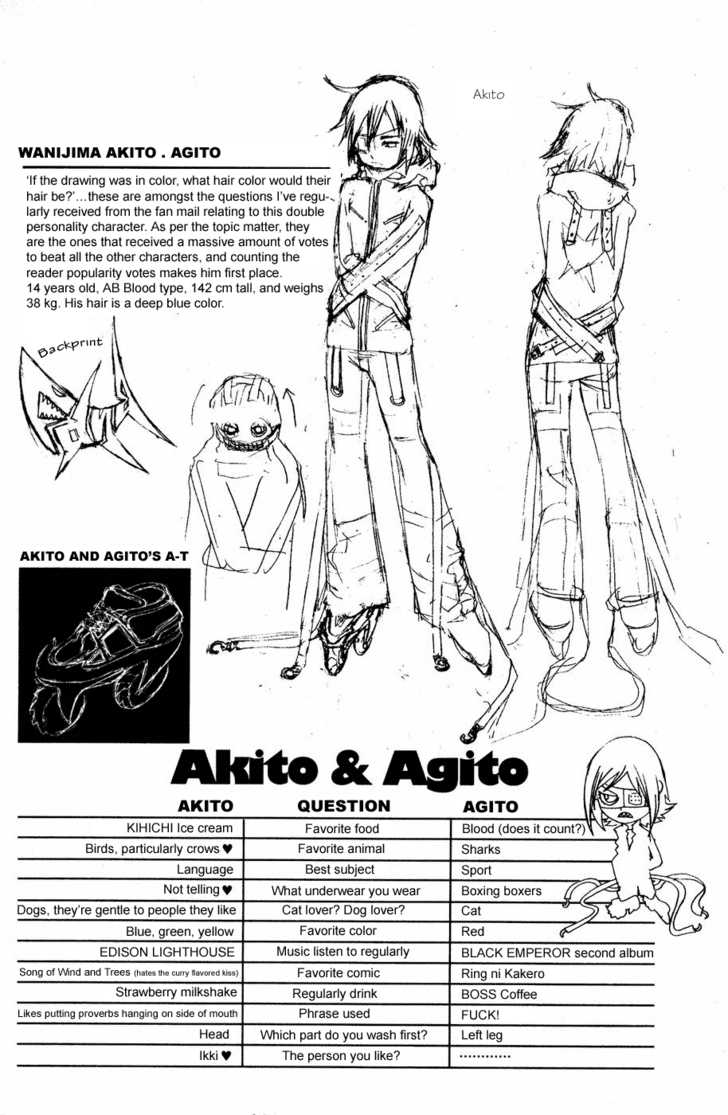 Akito
WANIJIMA AKITO . AGITO
'If the drawing was in color, what hair color would their
hair be?'...these are amongst the questions I've regu-
larly received from the fan mail relating to this double
personality character. As per the topic matter, they
are the ones that received a massive amount of votes
to beat all the other characters, and counting the
reader popularity votes makes him first place.
14 years old, AB Blood type, 142 cm tall, and weighs
38 kg. His hair is a deep blue color.
Backprint
AKITO AND AGITO'S A-T
Akito & Agito
AKITO QUESTION AGITO
KIHICHI Ice cream Favorite food Blood (does it count?)
Birds, particularly crows ♥ Favorite animal Sharks
Language Best subject Sport
Not telling ♥ What underwear you wear Boxing boxers
Dogs, they're gentle to people they like Cat lover? Dog lover? Cat
Blue, green, yellow Favorite color Red
EDISON LIGHTHOUSE Music listen to regularly BLACK EMPEROR second album
Song of Wind and Trees (hates the curry flavored kiss) Favorite comic Ring ni Kakero
Strawberry milkshake Regularly drink BOSS Coffee
Likes putting proverbs hanging on side of mouth Phrase used FUCK!
Head Which part do you wash first? Left leg
Ikki ♥ The person you like? ............